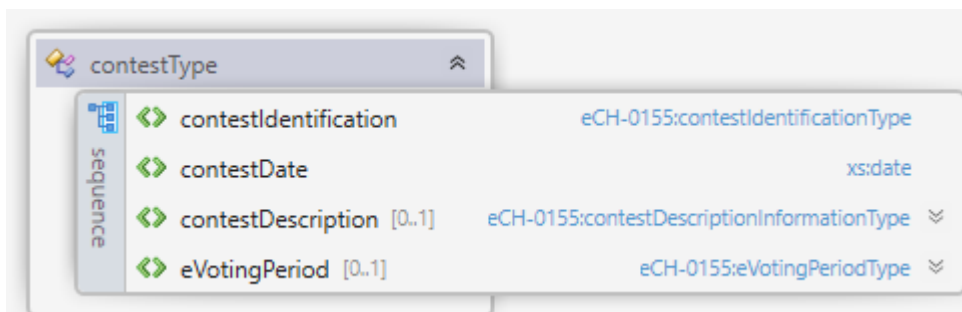 contestType
sequence
contestIdentification eCH-0155:contestIdentificationType
contestDate xs:date
contestDescription [0..1] eCH-0155:contestDescriptionInformationType
eVotingPeriod [0..1] eCH-0155:eVotingPeriodType